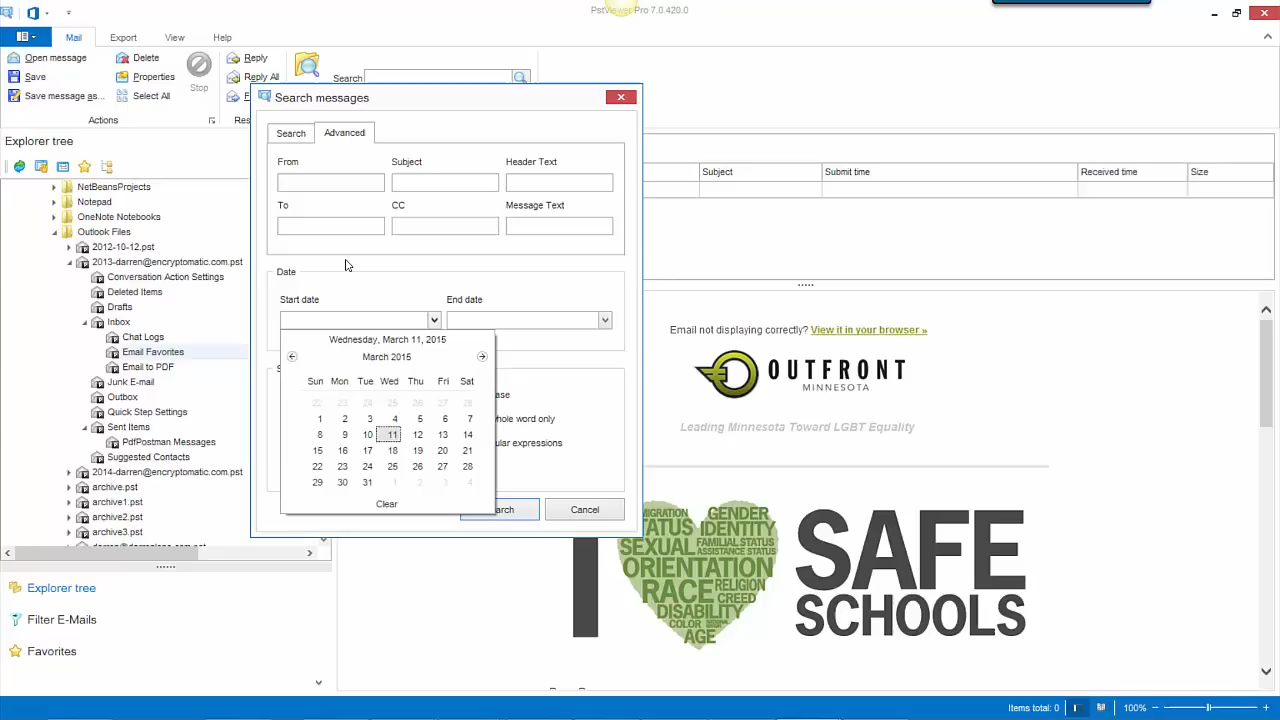 PstViewer Pro 7.0.420.0
Mail Export View Help
Open message Delete Reply
Save Properties Stop Reply All Search
Save message as... Select All
Actions
Explorer tree
NetBeansProjects
Notepad
OneNote Notebooks
Outlook Files
2012-10-12.pst
2013-darren@encryptomatic.com.pst
Conversation Action Settings
Deleted Items
Drafts
Inbox
Chat Logs
Email Favorites
Email to PDF
Junk E-mail
Outbox
Quick Step Settings
Sent Items
PdfPostman Messages
Suggested Contacts
2014-darren@encryptomatic.com.pst
archive.pst
archive1.pst
archive2.pst
archive3.pst
Explorer tree
Filter E-Mails
Favorites
Search messages
Search Advanced
From Subject Header Text
To CC Message Text
Date
Start date End date
Wednesday, March 11, 2015
March 2015
Sun Mon Tue Wed Thu Fri Sat
22 23 24 25 26 27 28
1 2 3 4 5 6 7
8 9 10 11 12 13 14
15 16 17 18 19 20 21
22 23 24 25 26 27 28
29 30 31 1 2 3 4
Clear
Cancel
whole word only
Subject Submit time Received time Size
Email not displaying correctly? View it in your browser »
OUTFRONT
MINNESOTA
Leading Minnesota Toward LGBT Equality
I
MIGRATION GENDER
STATUS IDENTITY
SEXUAL FAMILIAL STATUS
ASSISTANCE STATUS
ORIENTATION
RACE RELIGION
CREED
DISABILITY
COLOR
AGE
SAFE
SCHOOLS
Items total: 0 100%